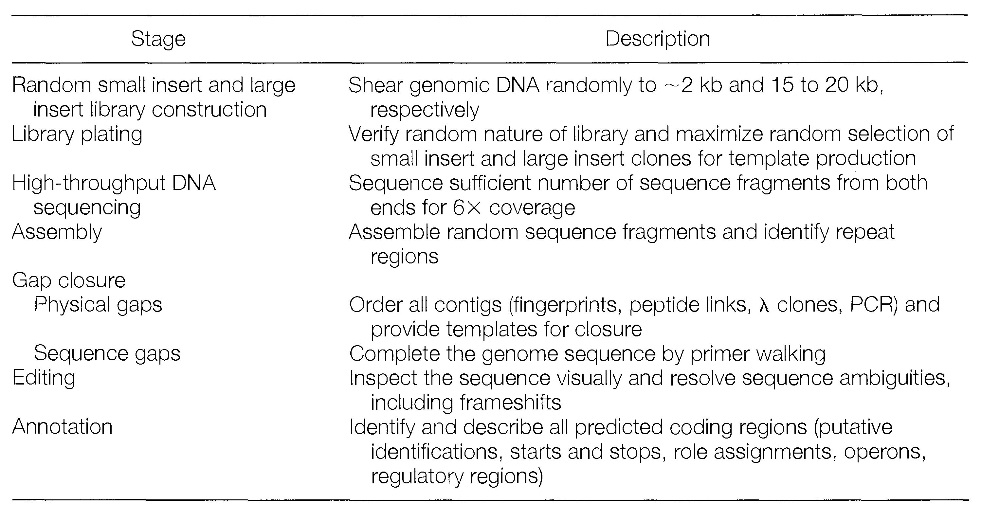 Stage Description
Random small insert and large Shear genomic DNA randomly to ~2 kb and 15 to 20 kb,
insert library construction respectively
Library plating Verify random nature of library and maximize random selection of
small insert and large insert clones for template production
High-throughput DNA Sequence sufficient number of sequence fragments from both
sequencing ends for 6× coverage
Assembly Assemble random sequence fragments and identify repeat
regions
Gap closure
Physical gaps Order all contigs (fingerprints, peptide links, λ clones, PCR) and
provide templates for closure
Sequence gaps Complete the genome sequence by primer walking
Editing Inspect the sequence visually and resolve sequence ambiguities,
including frameshifts
Annotation Identify and describe all predicted coding regions (putative
identifications, starts and stops, role assignments, operons,
regulatory regions)